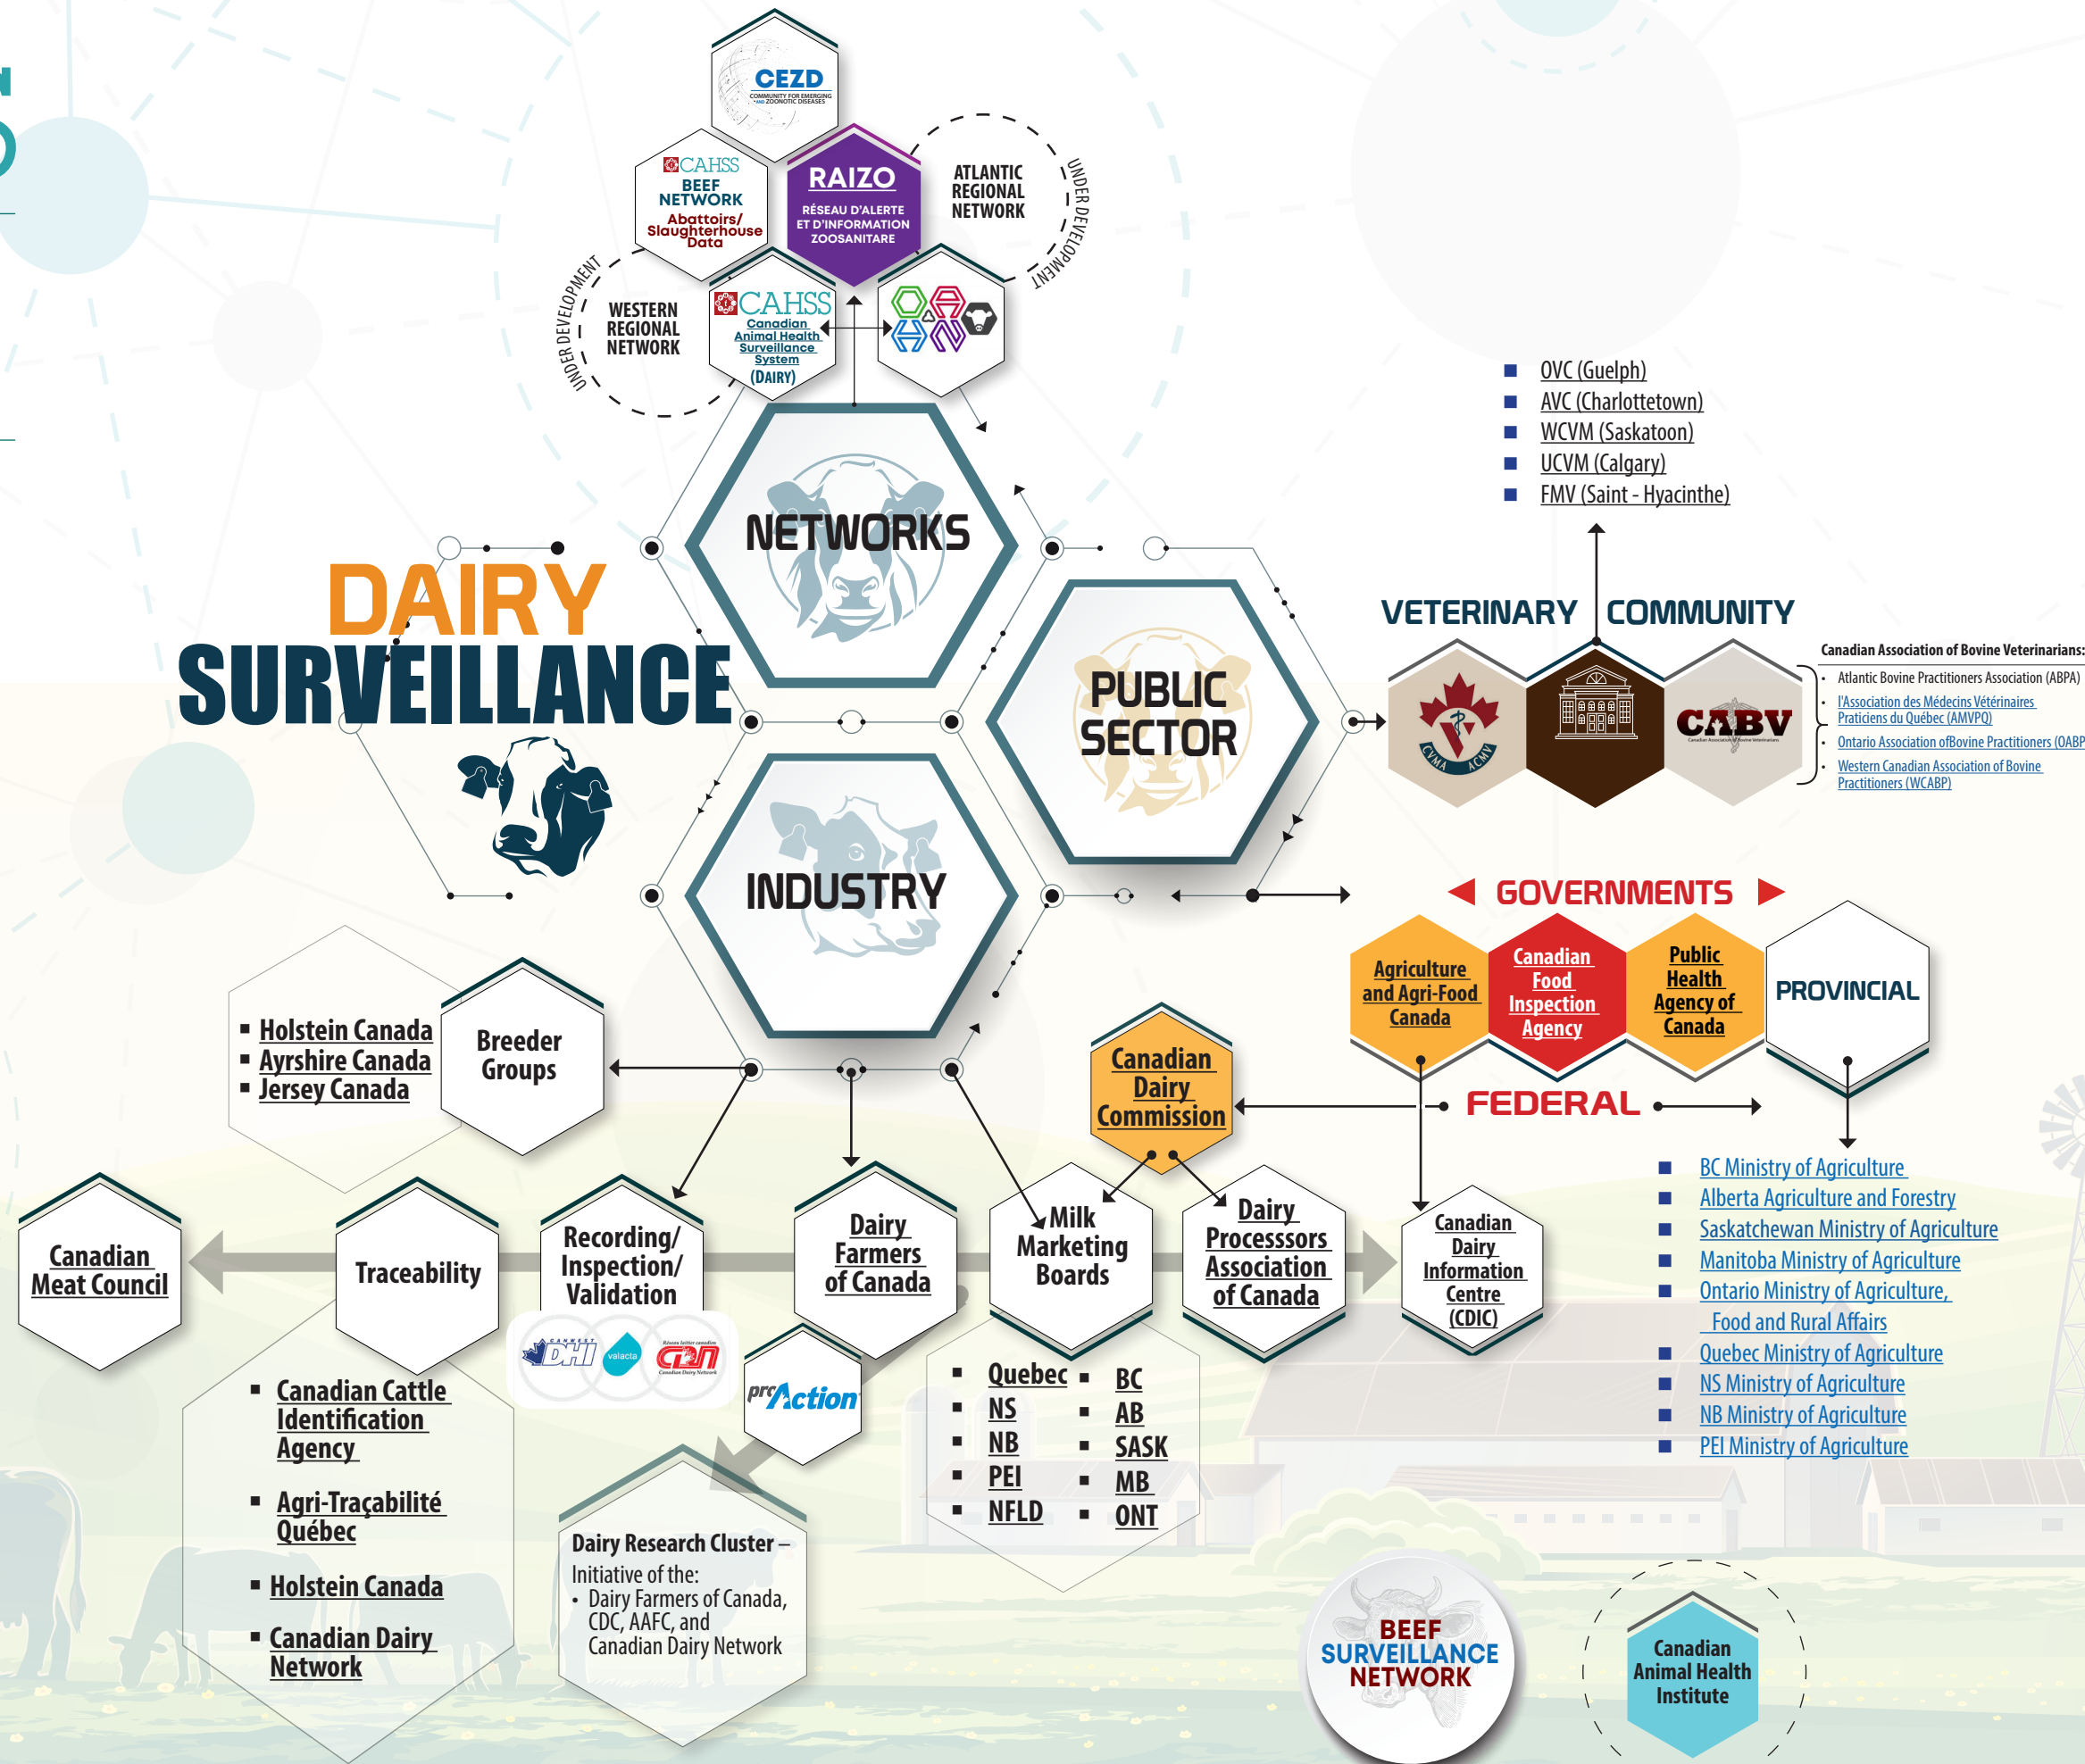 CEZD
COMMUNITY FOR EMERGING
AND ZOONOTIC DISEASES
CAHSS
BEEF
NETWORK
Abattoirs/
Slaughterhouse
Data
RAIZO
RÉSEAU D'ALERTE
ET D'INFORMATION
ZOOSANITARE
ATLANTIC
REGIONAL
NETWORK
UNDER DEVELOPMENT
UNDER DEVELOPMENT
WESTERN
REGIONAL
NETWORK
CAHSS
Canadian
Animal Health
Surveillance
System
(DAIRY)
OAHN
NETWORKS
DAIRY
SURVEILLANCE
PUBLIC
SECTOR
INDUSTRY
OVC (Guelph)
AVC (Charlottetown)
WCVM (Saskatoon)
UCVM (Calgary)
FMV (Saint - Hyacinthe)
VETERINARY COMMUNITY
CVMA ACMV
CABV
Canadian Association of Bovine Veterinarians
Canadian Association of Bovine Veterinarians:
• Atlantic Bovine Practitioners Association (ABPA)
• l'Association des Médecins Vétérinaires
Praticiens du Québec (AMVPQ)
• Ontario Association ofBovine Practitioners (OABP
• Western Canadian Association of Bovine
Practitioners (WCABP)
GOVERNMENTS
Agriculture
and Agri-Food
Canada
Canadian
Food
Inspection
Agency
Public
Health
Agency of
Canada
PROVINCIAL
FEDERAL
Canadian
Dairy
Commission
BC Ministry of Agriculture
Alberta Agriculture and Forestry
Saskatchewan Ministry of Agriculture
Manitoba Ministry of Agriculture
Ontario Ministry of Agriculture,
Food and Rural Affairs
Quebec Ministry of Agriculture
NS Ministry of Agriculture
NB Ministry of Agriculture
PEI Ministry of Agriculture
Holstein Canada
Ayrshire Canada
Jersey Canada
Breeder
Groups
Canadian
Meat Council
Traceability
Recording/
Inspection/
Validation
Dairy
Farmers
of Canada
Milk
Marketing
Boards
Dairy
Processsors
Association
of Canada
Canadian
Dairy
Information
Centre
(CDIC)
CANWEST
DHI
valacta
Réseau laitier canadien
CDN
Canadian Dairy Network
proAction
Canadian Cattle
Identification
Agency
Agri-Traçabilité
Québec
Holstein Canada
Canadian Dairy
Network
Dairy Research Cluster –
Initiative of the:
• Dairy Farmers of Canada,
CDC, AAFC, and
Canadian Dairy Network
Quebec
NS
NB
PEI
NFLD
BC
AB
SASK
MB
ONT
BEEF
SURVEILLANCE
NETWORK
Canadian
Animal Health
Institute